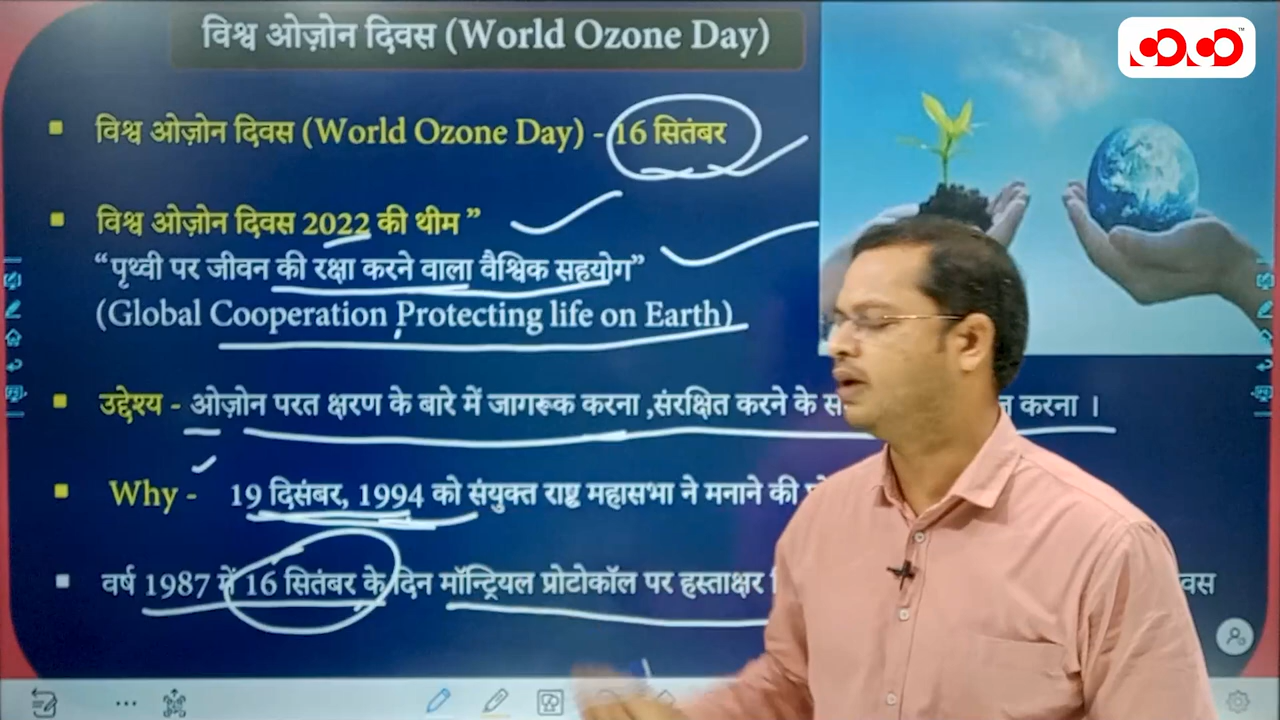 विश्व ओज़ोन दिवस (World Ozone Day)
विश्व ओज़ोन दिवस (World Ozone Day) - 16 सितंबर
विश्व ओज़ोन दिवस 2022 की थीम ”
“पृथ्वी पर जीवन की रक्षा करने वाला वैश्विक सहयोग”
(Global Cooperation Protecting life on Earth)
उद्देश्य - ओज़ोन परत क्षरण के बारे में जागरूक करना ,संरक्षित करने के करना ।
Why - 19 दिसंबर, 1994 को संयुक्त राष्ट्र महासभा ने मनाने की
वर्ष 1987 में 16 सितंबर के दिन मॉन्ट्रियल प्रोटोकॉल पर हस्ताक्षर